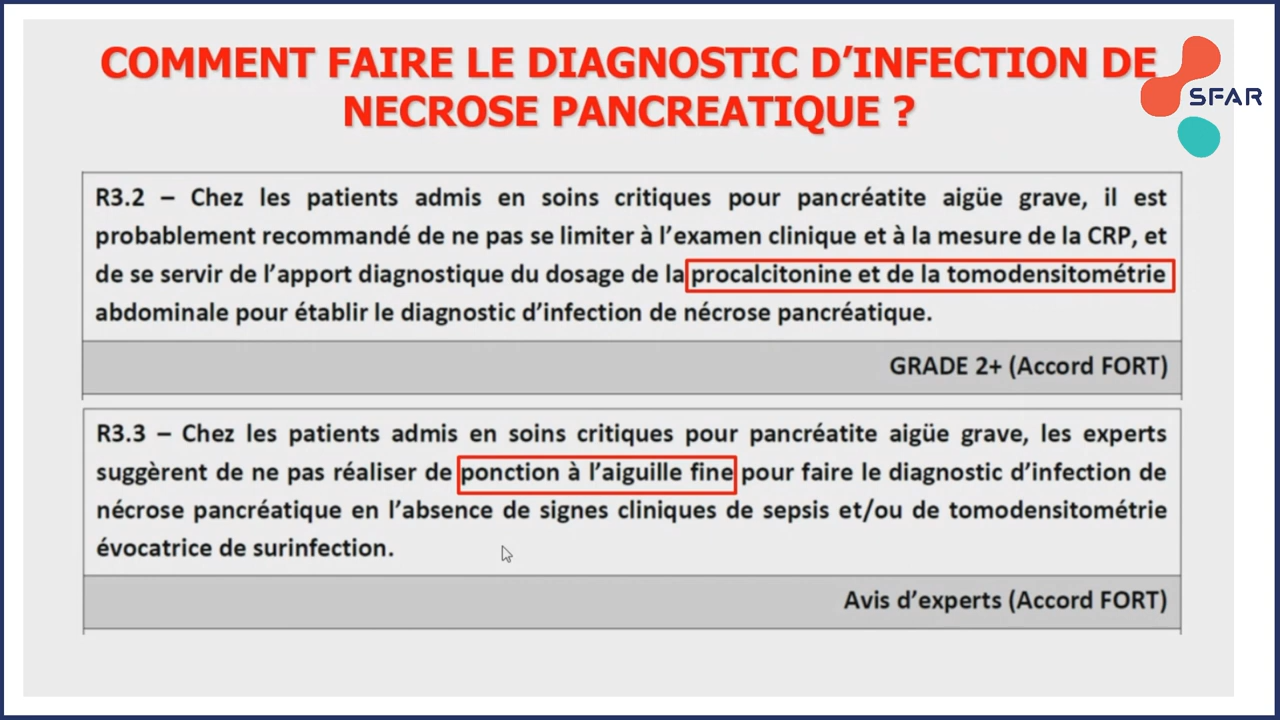 COMMENT FAIRE LE DIAGNOSTIC D’INFECTION DE
NECROSE PANCREATIQUE ?
SFAR
R3.2 – Chez les patients admis en soins critiques pour pancréatite aigüe grave, il est
probablement recommandé de ne pas se limiter à l’examen clinique et à la mesure de la CRP, et
de se servir de l’apport diagnostique du dosage de la procalcitonine et de la tomodensitométrie
abdominale pour établir le diagnostic d’infection de nécrose pancréatique.
GRADE 2+ (Accord FORT)
R3.3 – Chez les patients admis en soins critiques pour pancréatite aigüe grave, les experts
suggèrent de ne pas réaliser de ponction à l’aiguille fine pour faire le diagnostic d’infection de
nécrose pancréatique en l’absence de signes cliniques de sepsis et/ou de tomodensitométrie
évocatrice de surinfection.
Avis d’experts (Accord FORT)